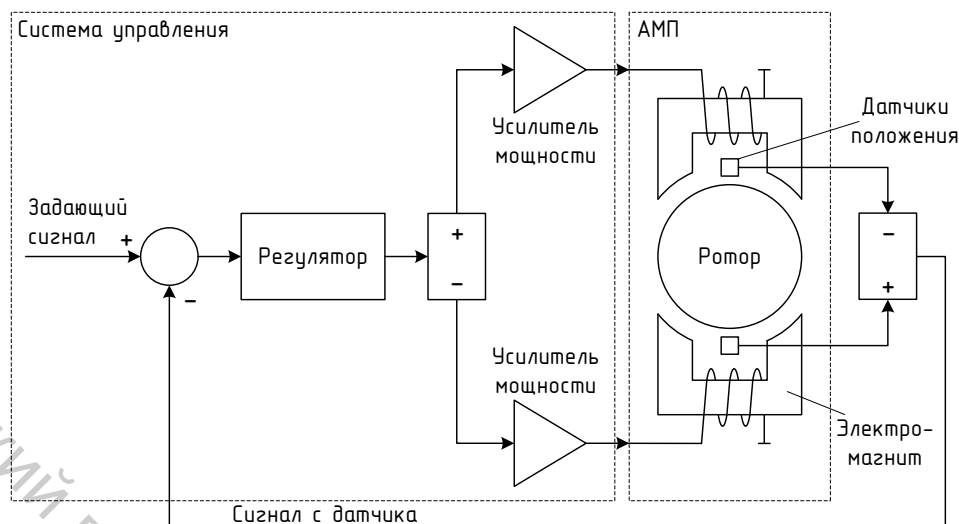 Система управления
АМП
Усилитель
мощности
Датчики
положения
Задающий
сигнал
+
−
Регулятор
+
−
Ротор
−
+
Усилитель
мощности
Электро-
магнит
Сигнал с датчика